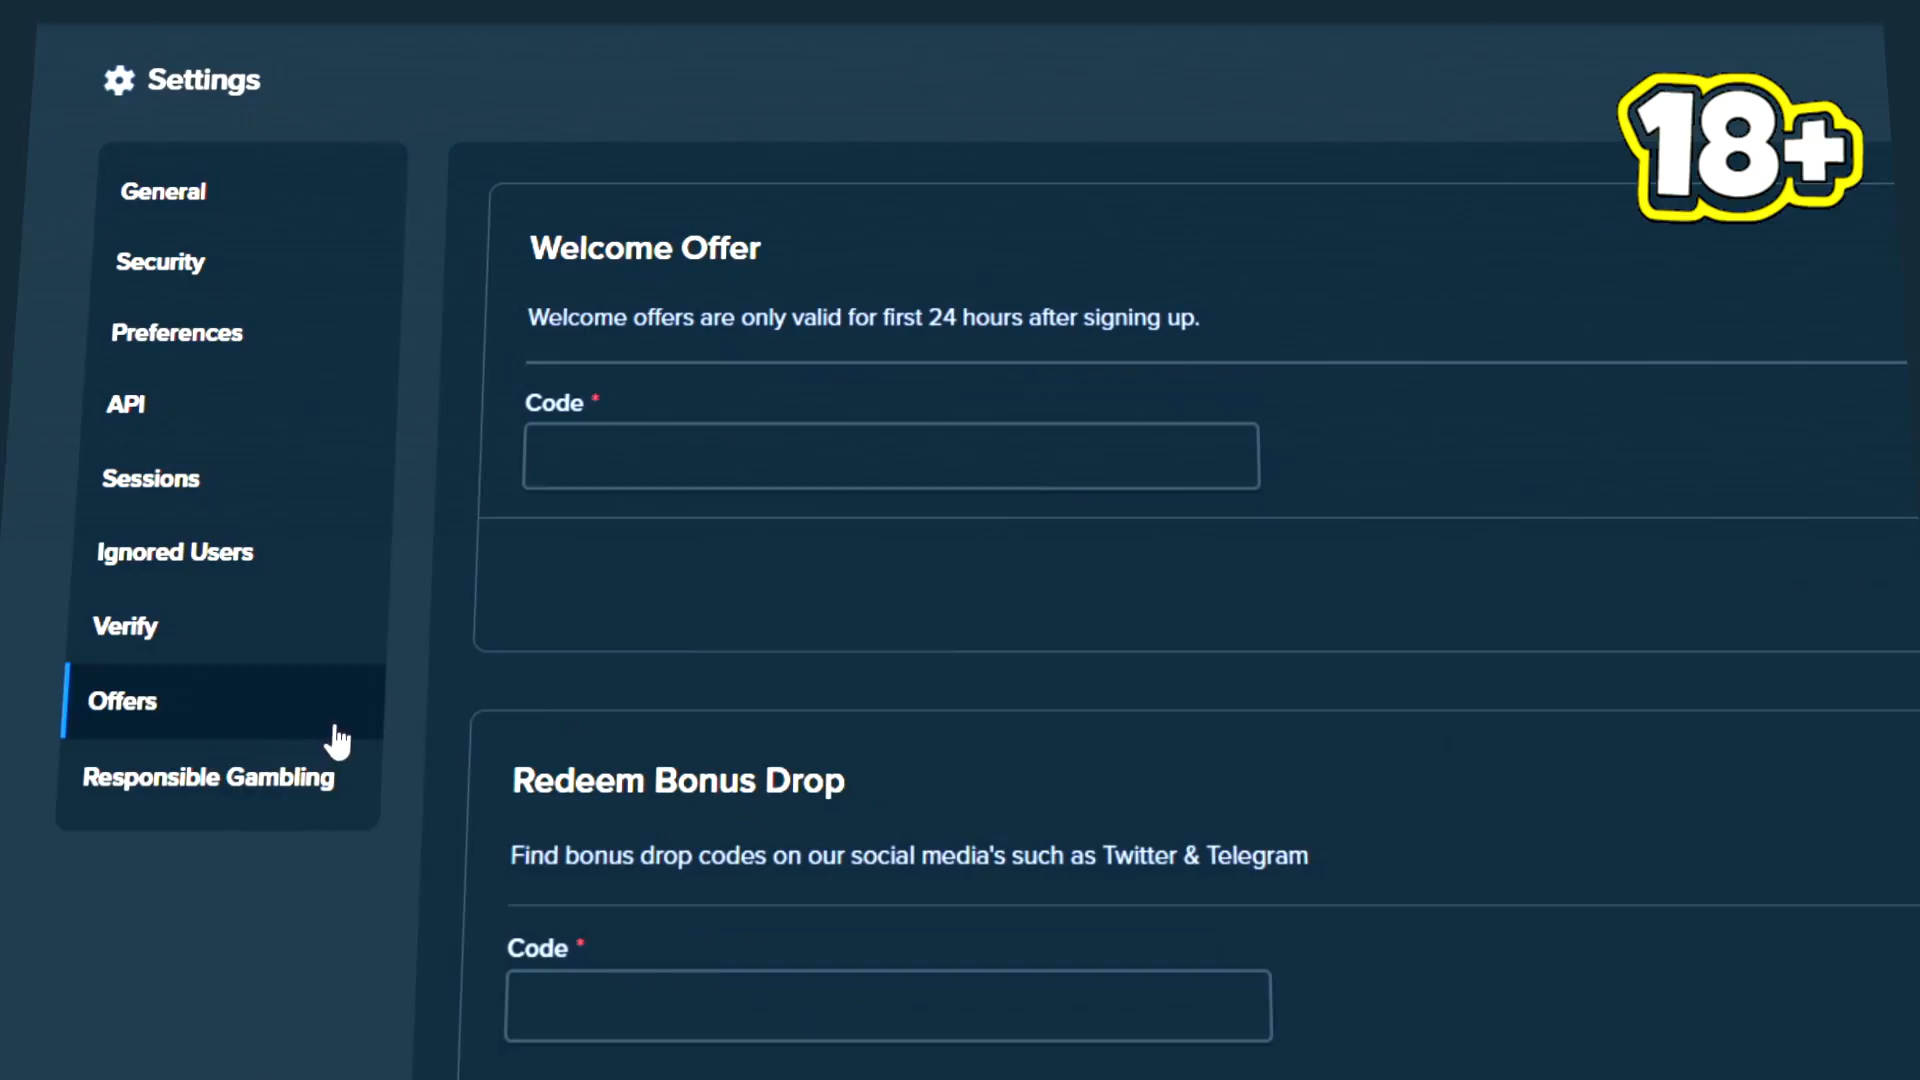 Settings
18+
General
Security
Preferences
API
Sessions
Ignored Users
Verify
Offers
Responsible Gambling
Welcome Offer
Welcome offers are only valid for first 24 hours after signing up.
Code *
Redeem Bonus Drop
Find bonus drop codes on our social media's such as Twitter & Telegram
Code *